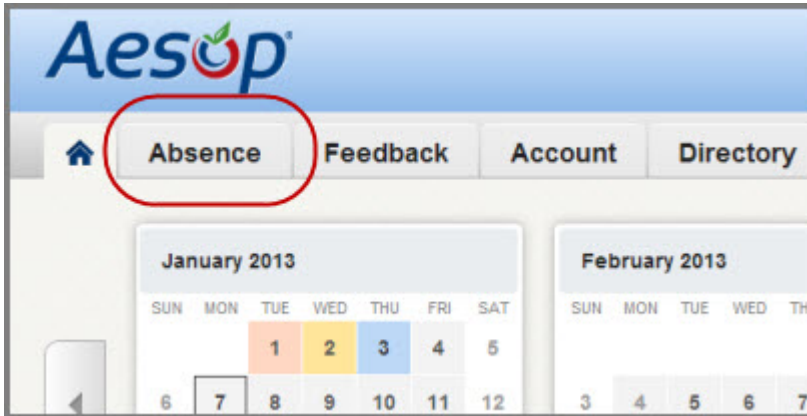 Aesop
Absence Feedback Account Directory
January 2013 February 2013
SUN MON TUE WED THU FRI SAT SUN MON TUE WED
1 2 3 4 5
6 7 8 9 10 11 12 3 4 5 6 7